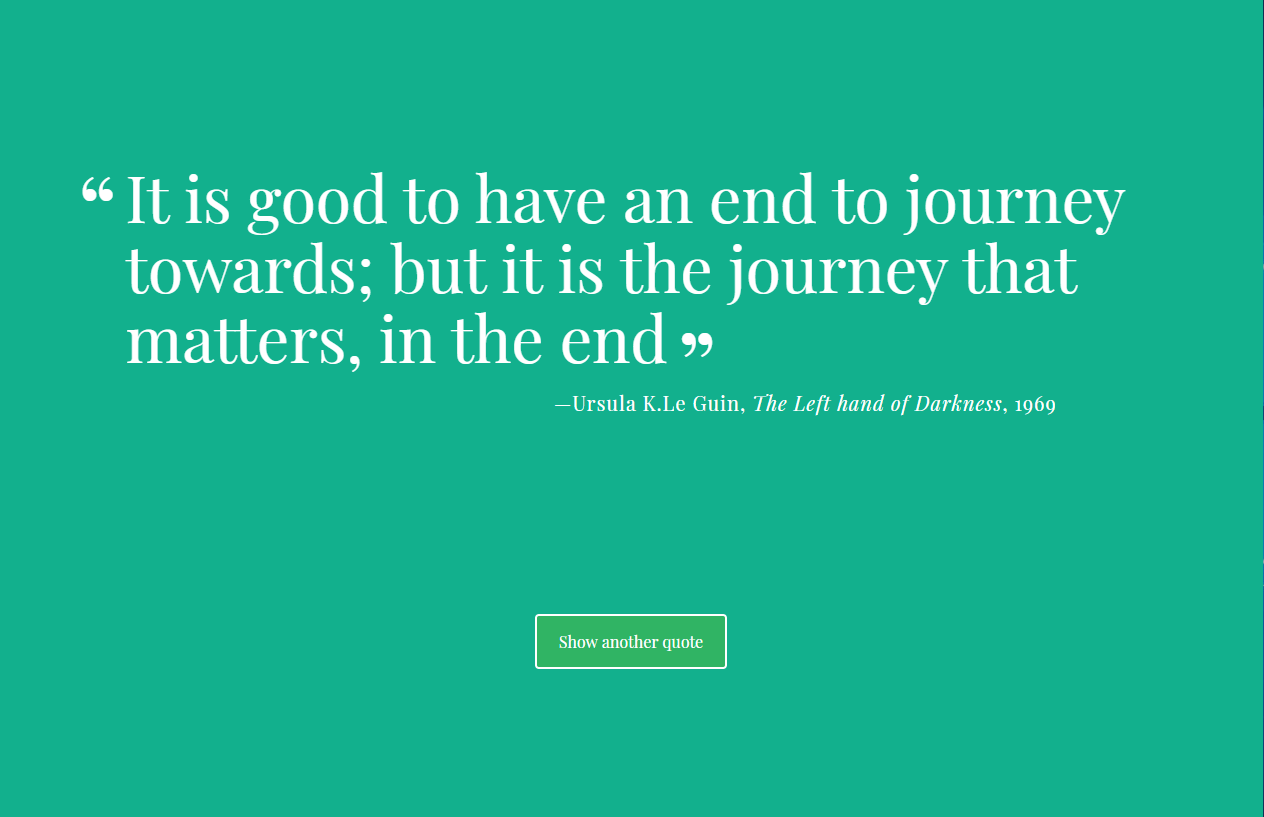 “ It is good to have an end to journey
towards; but it is the journey that
matters, in the end ”
—Ursula K.Le Guin, The Left hand of Darkness, 1969
Show another quote